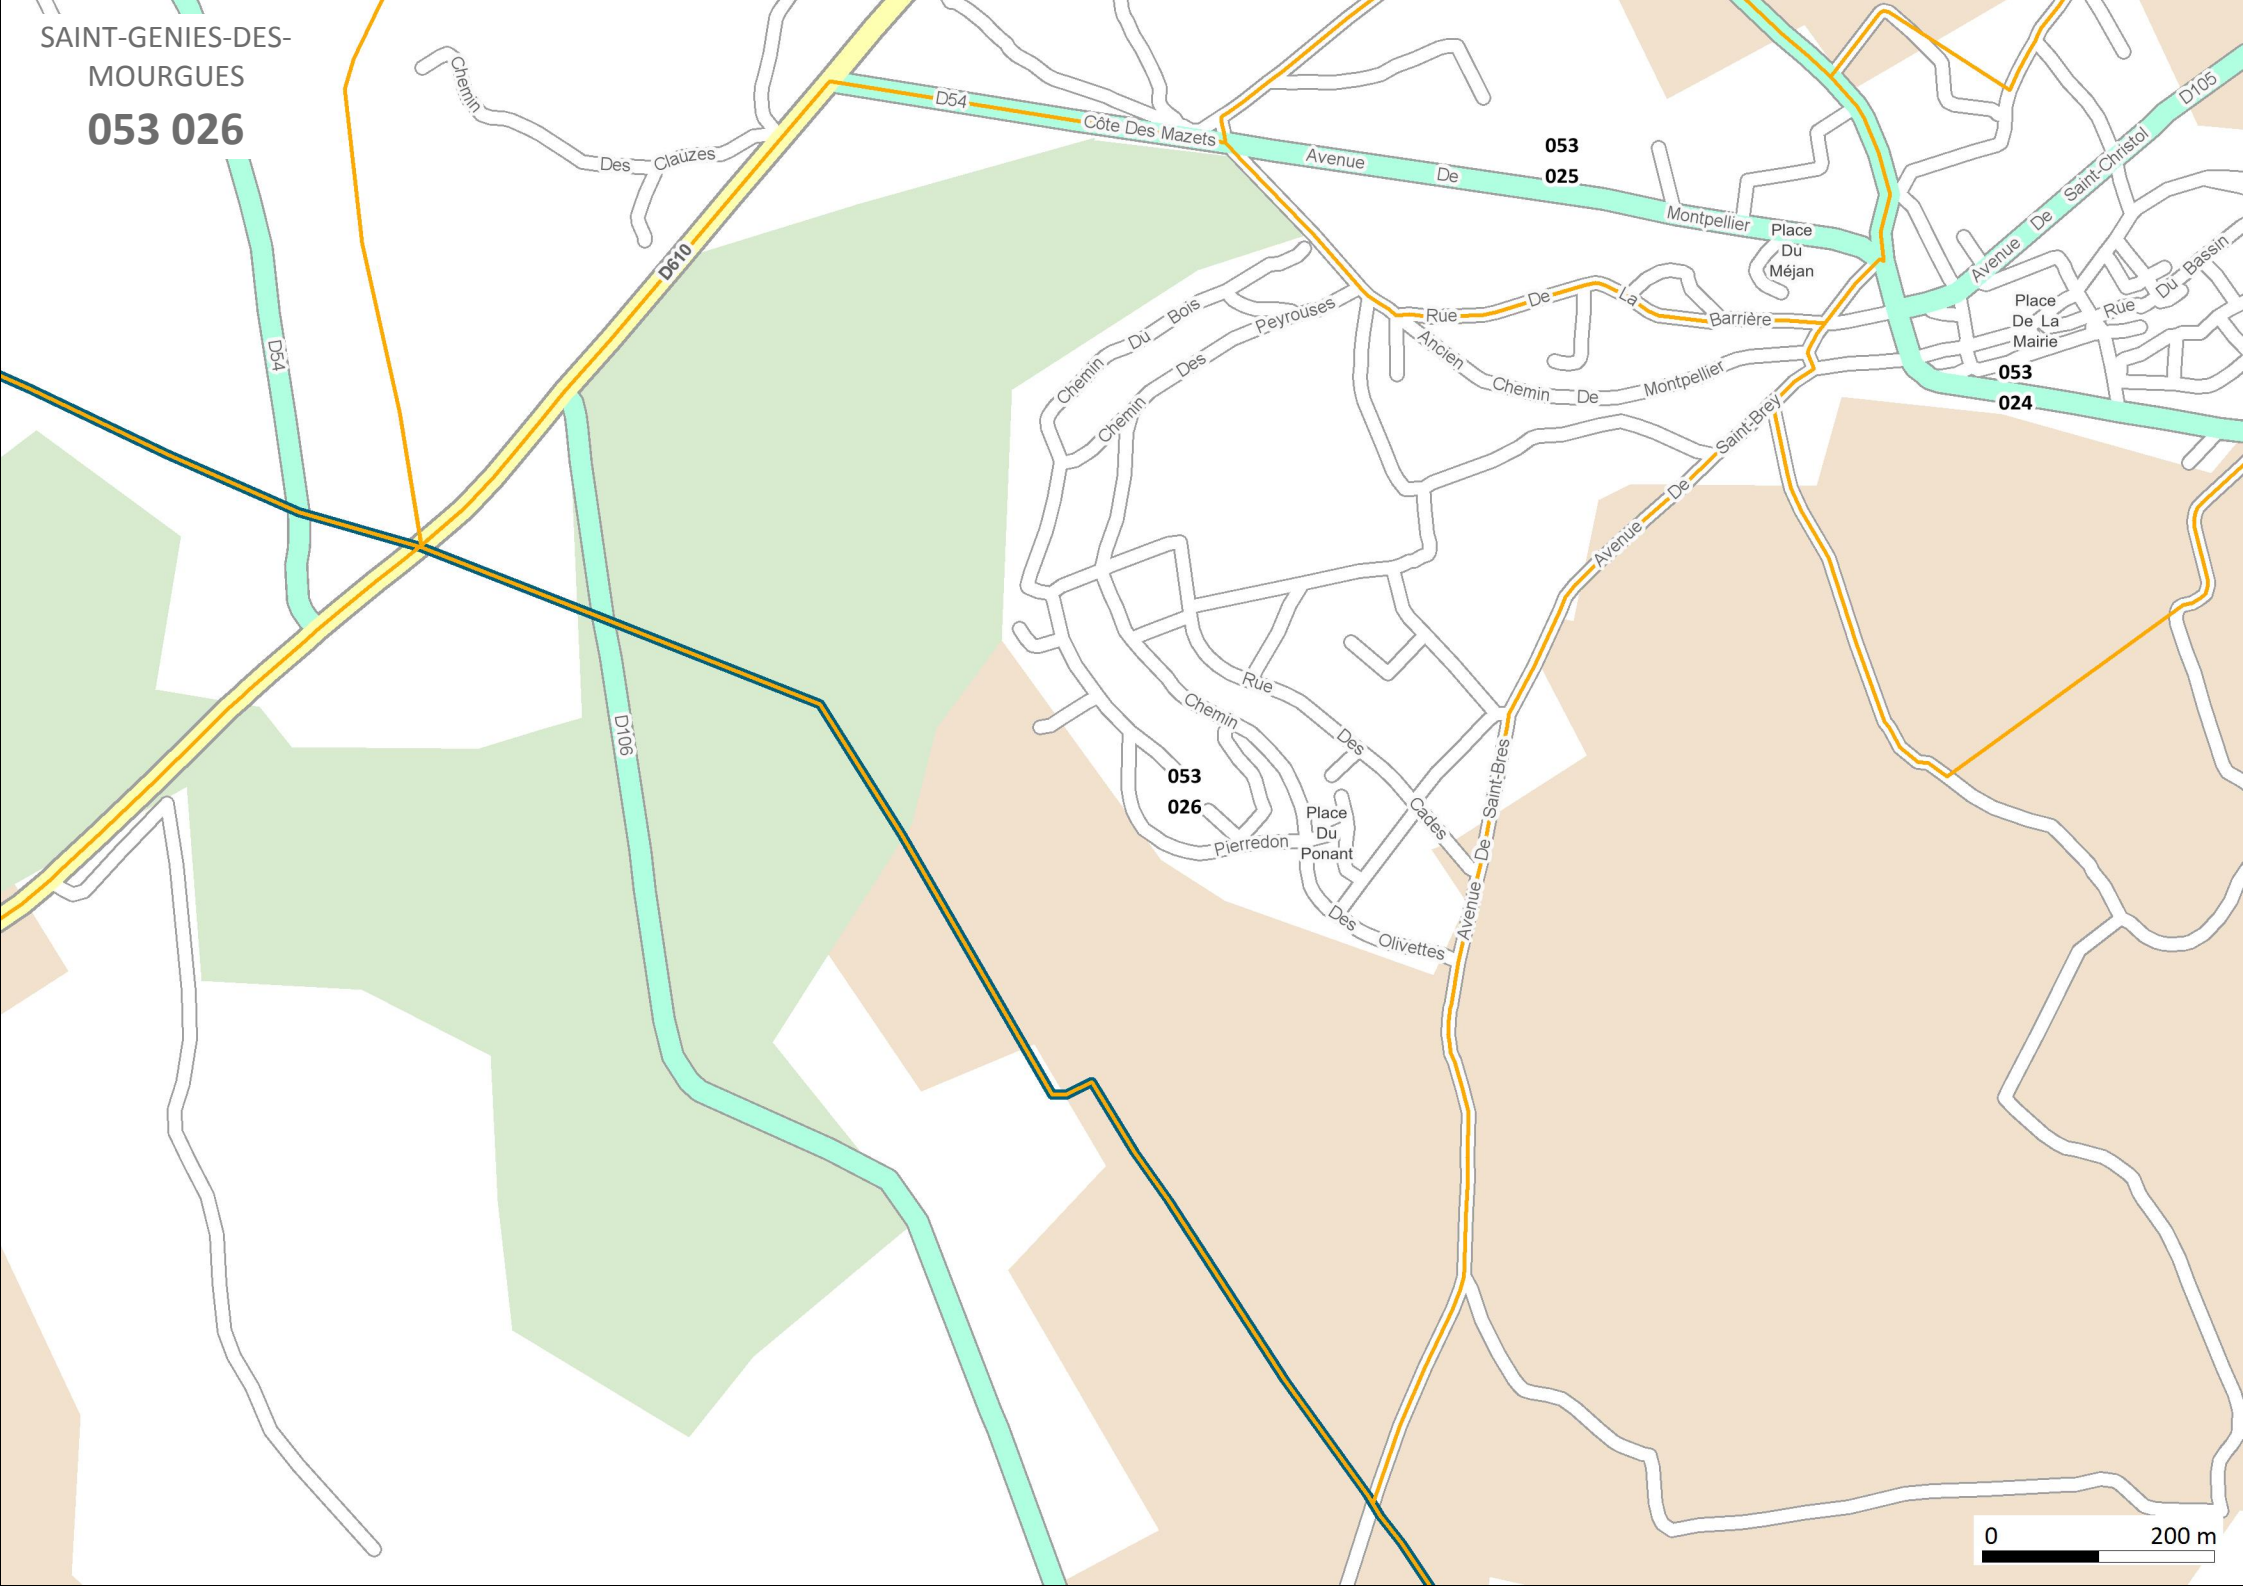 SAINT-GENIES-DES-
MOURGUES
053 026
Chemin
Des
Clauzes
D54
Côte Des Mazets
Avenue
De
Montpellier
053
025
Place
Du
Méjan
D105
Avenue
De
Saint-Christol
Rue
Du
Bassin
Place
De La
Mairie
053
024
D610
D54
Chemin
Du
Bois
Chemin
Des
Peyrouses
Rue
De
La
Barrière
Ancien
Chemin
De
Montpellier
Avenue
De
Saint-Brey
D106
Rue
Des
Cades
Chemin
Des
Olivettes
053
026
Pierredon
Place
Du
Ponant
Avenue
De
Saint-Bres
0
200 m